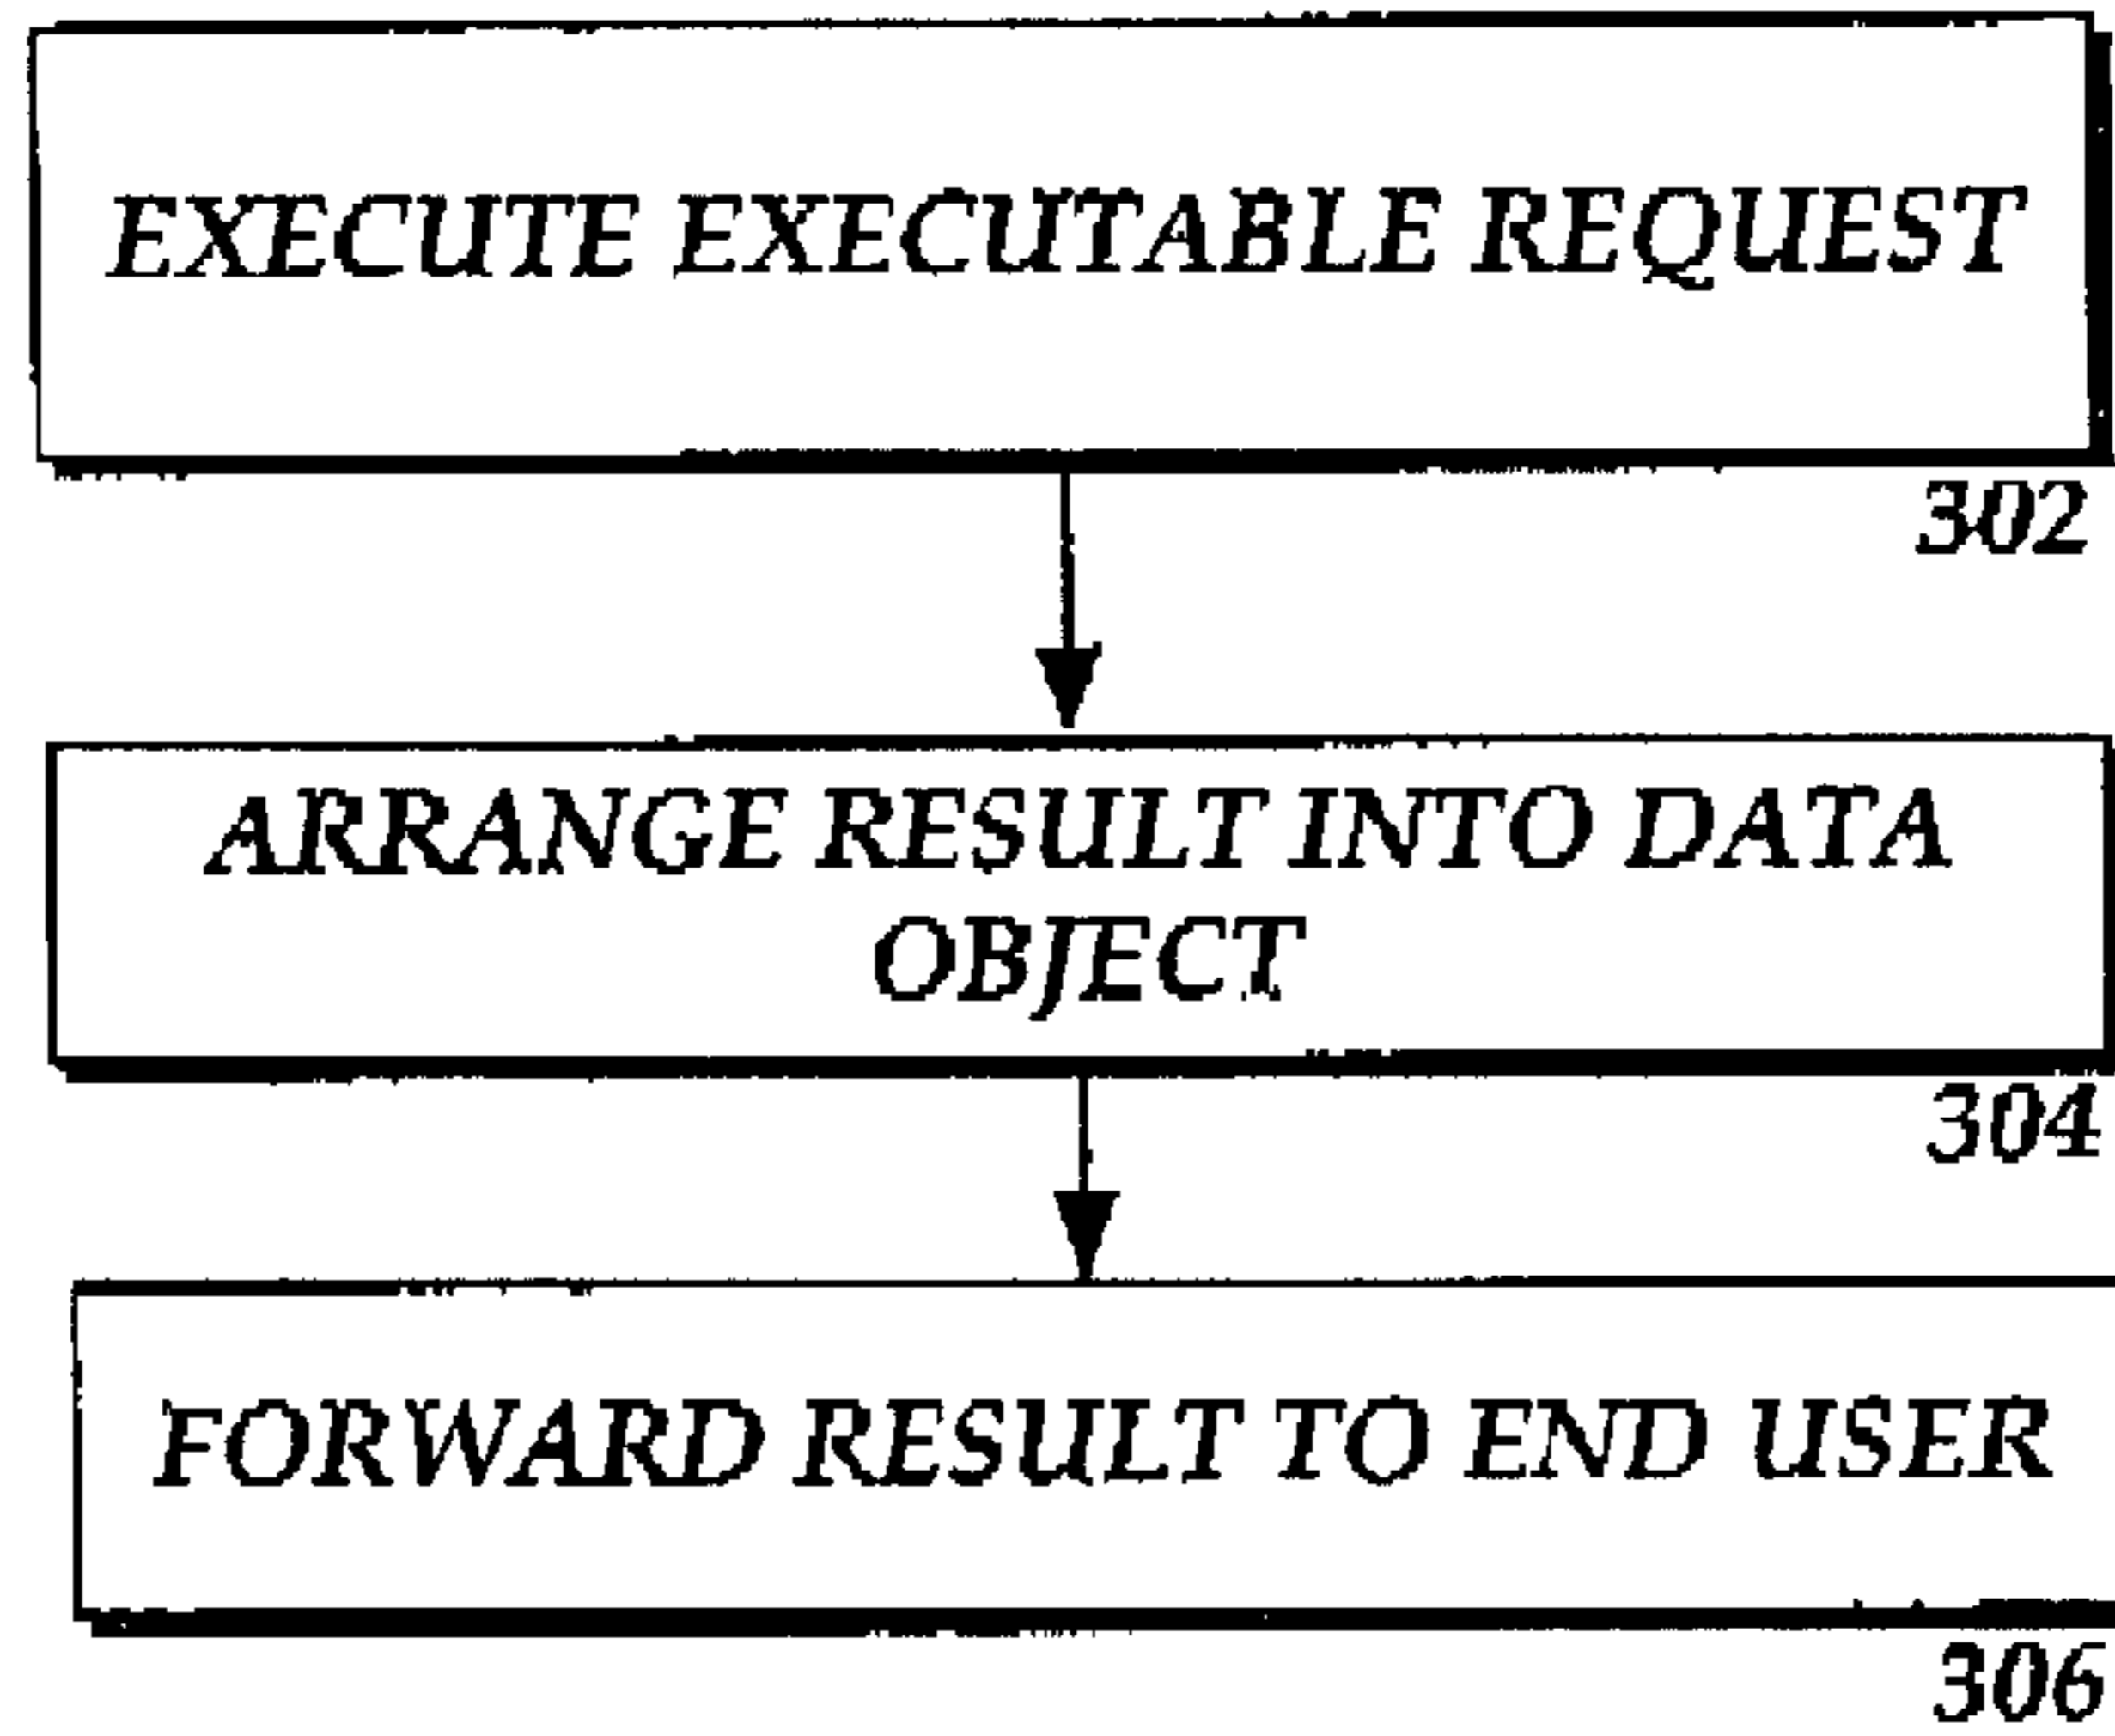 EXECUTE EXECUTABLE REQUEST
302
ARRANGE RESULT INTO DATA
OBJECT
304
FORWARD RESULT TO END USER
306